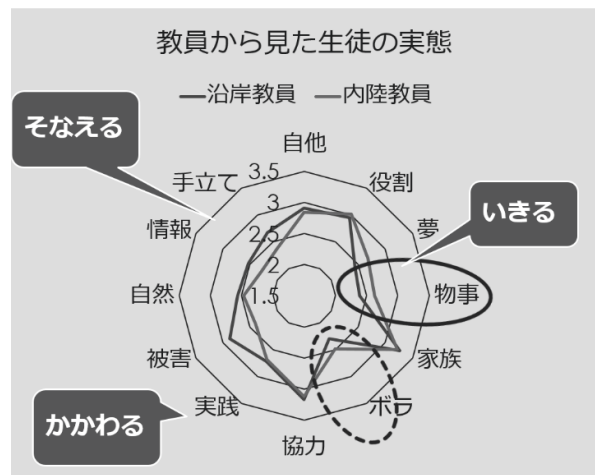 教員から見た生徒の実態
沿岸教員 内陸教員
そなえる
自他
3.5
手立て
役割
3
いきる
情報
2.5
夢
2
自然
1.5
物事
被害
家族
実践
ボラ
かかわる
協力